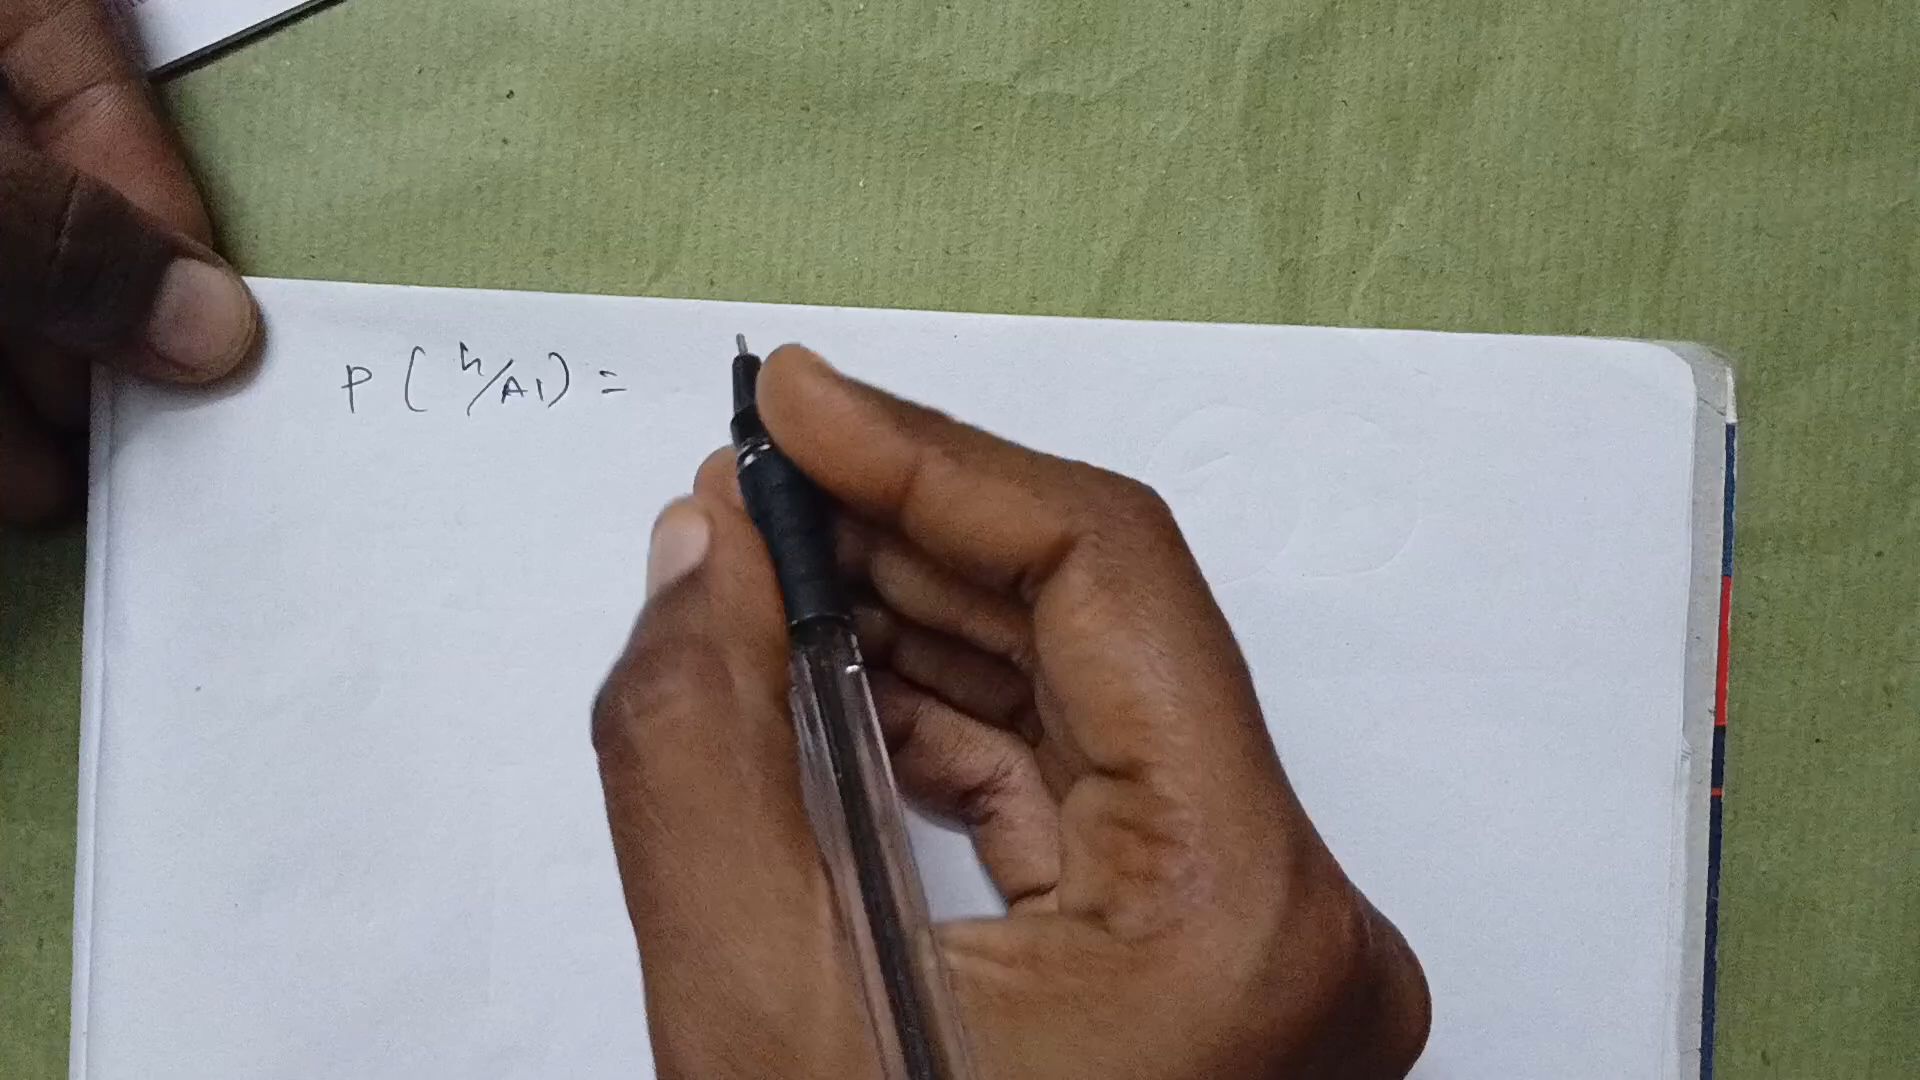 P ( h/A1) =